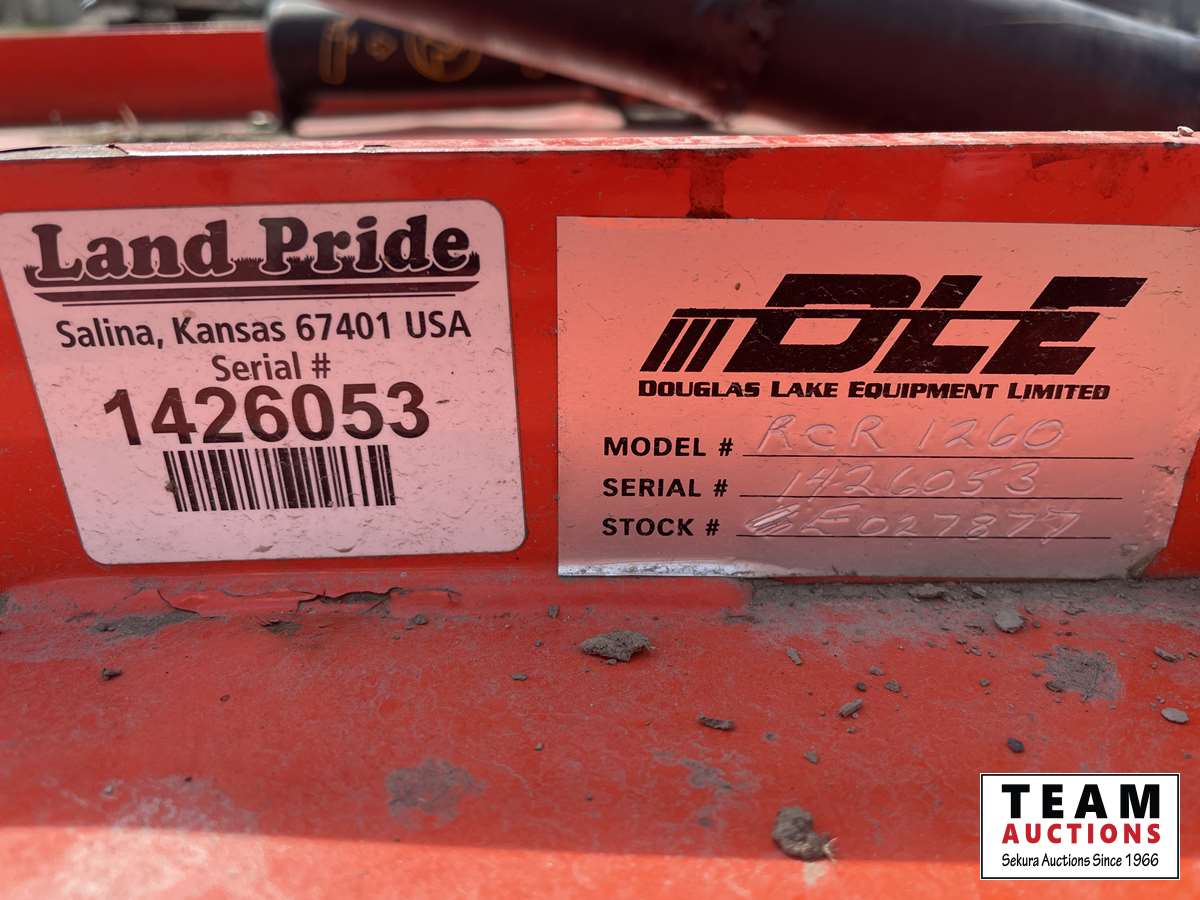 Land Pride
Salina, Kansas 67401 USA
Serial #
1426053
DLE
DOUGLAS LAKE EQUIPMENT LIMITED
MODEL # RCR 1260
SERIAL # 1426053
STOCK # GE027877
TEAM
AUCTIONS
Sekura Auctions Since 1966